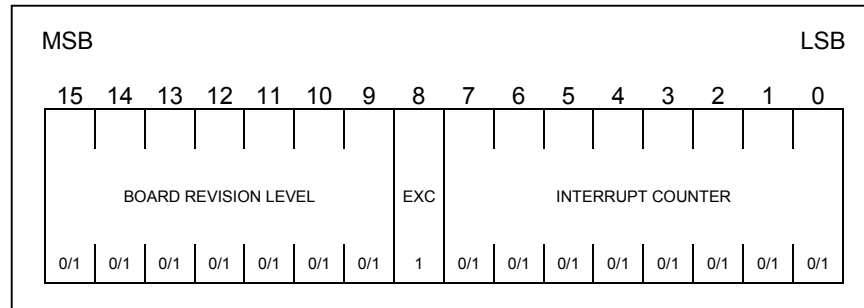 MSB LSB
15 14 13 12 11 10 9 8 7 6 5 4 3 2 1 0
BOARD REVISION LEVEL EXC INTERRUPT COUNTER
0/1 0/1 0/1 0/1 0/1 0/1 0/1 1 0/1 0/1 0/1 0/1 0/1 0/1 0/1 0/1